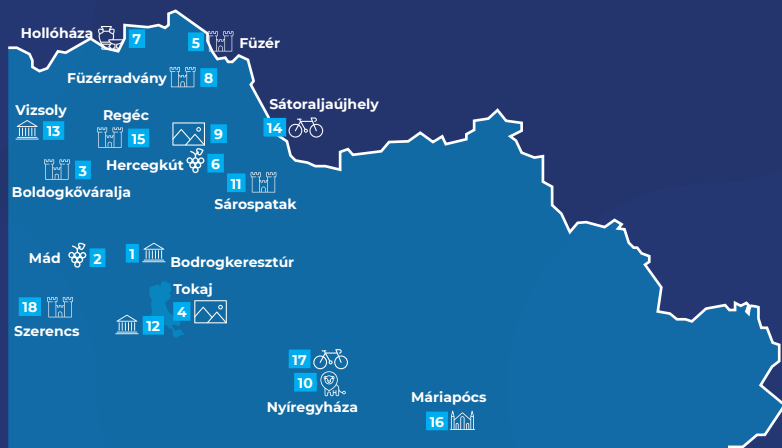 Hollóháza 7
5 Füzér
Füzérradvány 8
Vizsoly
13
Regéc
15
9
Sátoraljaújhely
14
Hercegkút 6
3
Boldogkőváralja
11
Sárospatak
Mád 2
1 Bodrogkeresztúr
Tokaj
4
18
Szerencs
12
17
10
Nyíregyháza
Máriapócs
16